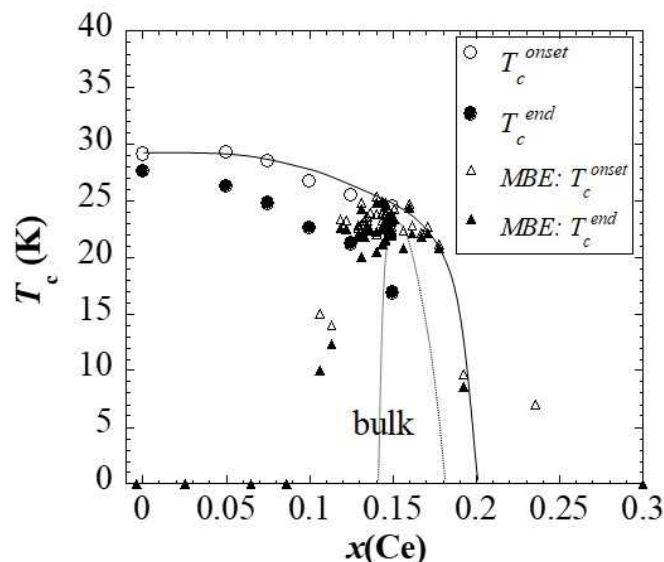 40
35
30
25
20
15
10
5
0
T_c (K)
T_c^onset
T_c^end
MBE: T_c^onset
MBE: T_c^end
bulk
0 0.05 0.1 0.15 0.2 0.25 0.3
x(Ce)